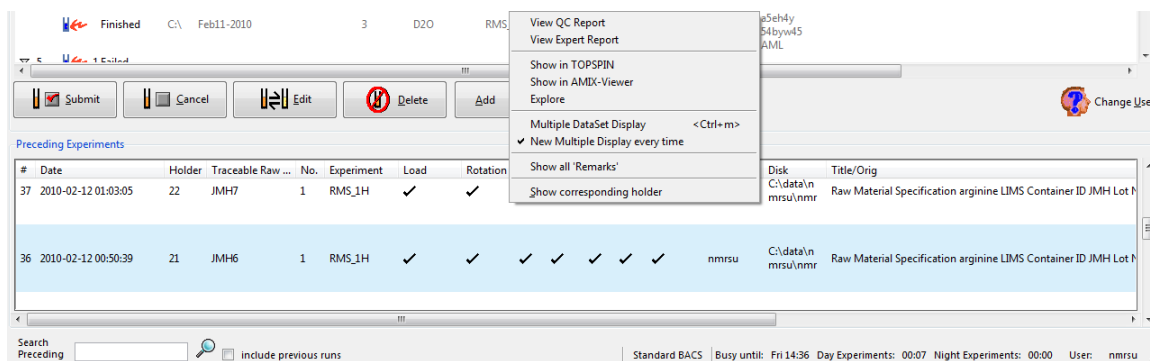 Finished C:\ Feb11-2010 3 D2O RMS_
a5eh4y
54byw45
AML
5 1 Failed
View QC Report
View Expert Report
Show in TOPSPIN
Show in AMIX-Viewer
Explore
Multiple DataSet Display <Ctrl+m>
New Multiple Display every time
Show all 'Remarks'
Show corresponding holder
Submit Cancel Edit Delete Add Change Use
Preceding Experiments
# Date Holder Traceable Raw ... No. Experiment Load Rotation Disk Title/Orig
37 2010-02-12 01:03:05 22 JMH7 1 RMS_1H C:\data\n
mrsu\nmr Raw Material Specification arginine LIMS Container ID JMH Lot N
36 2010-02-12 00:50:39 21 JMH6 1 RMS_1H nmrsu C:\data\n
mrsu\nmr Raw Material Specification arginine LIMS Container ID JMH Lot N
Search
Preceding include previous runs
Standard BACS Busy until: Fri 14:36 Day Experiments: 00:07 Night Experiments: 00:00 User: nmrsu